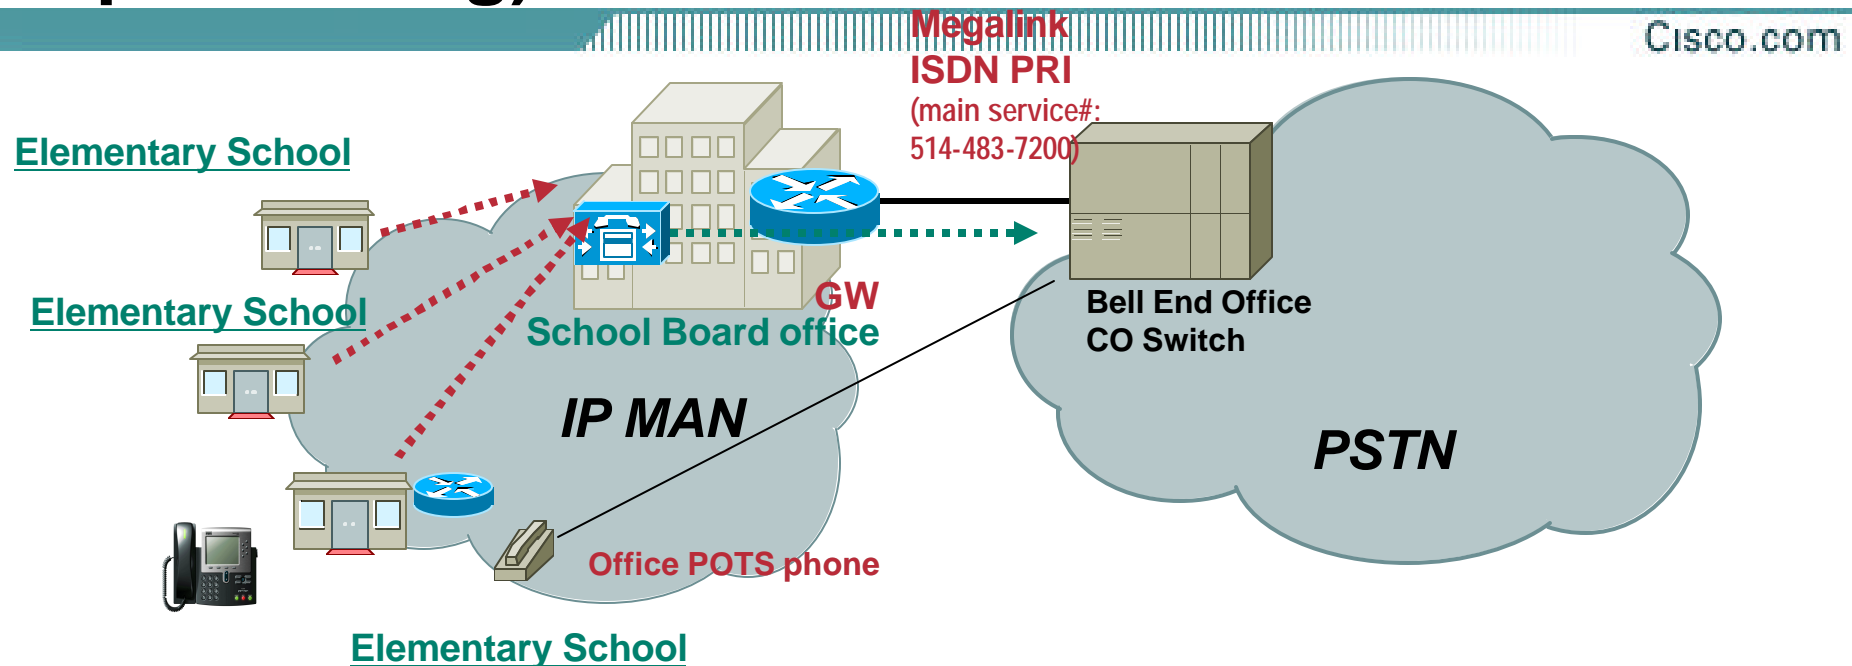 Megalink
Cisco.com
ISDN PRI
(main service#:
514-483-7200)
Elementary School
Elementary School
GW
School Board office
Bell End Office
CO Switch
IP MAN
PSTN
Office POTS phone
Elementary School